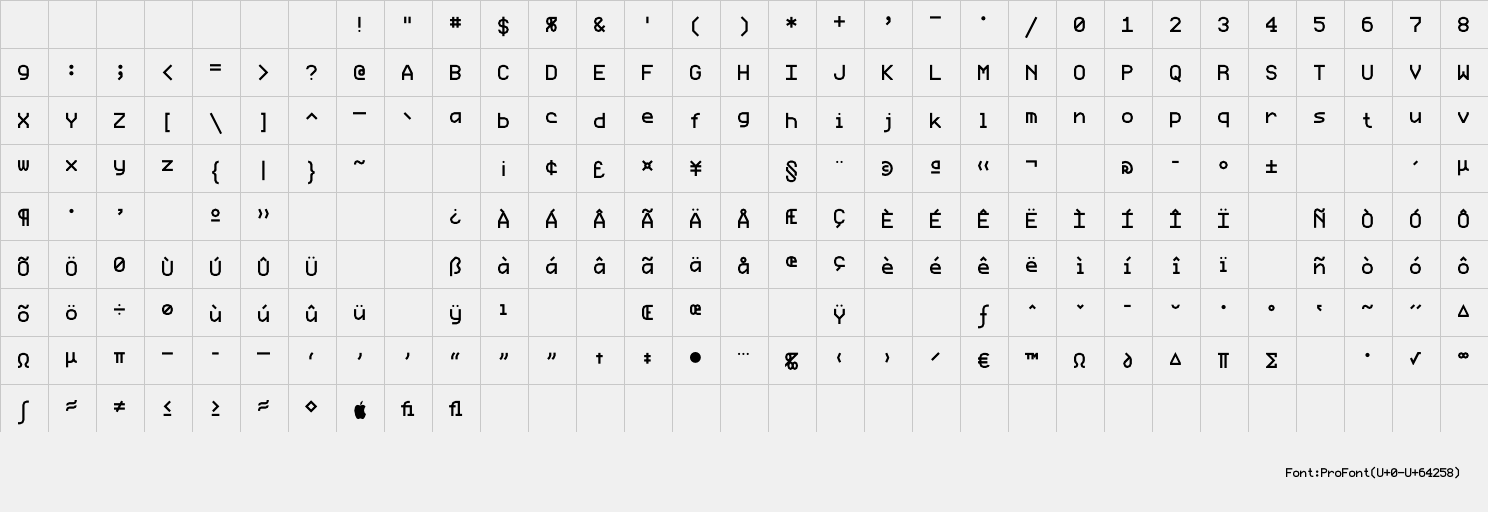 ! " # $ % & ' ( ) * + , - . / 0 1 2 3 4 5 6 7 8
9 : ; < = > ? @ A B C D E F G H I J K L M N O P Q R S T U V W
X Y Z [ \ ] ^ _ ` a b c d e f g h i j k l m n o p q r s t u v
w x y z { | } ~ ¡ ¢ £ ¤ ¥ § ¨ © ª « ¬ ® ¯ ° ± ´ µ
¶ · ¸ º » ¿ À Á Â Ã Ä Å Æ Ç È É Ê Ë Ì Í Î Ï Ñ Ò Ó Ô
Õ Ö Ø Ù Ú Û Ü ß à á â ã ä å æ ç è é ê ë ì í î ï ñ ò ó ô
õ ö ÷ ø ù ú û ü ÿ ı Œ œ Ÿ ƒ ˆ ˇ ˉ ˘ ˙ ˚ ˛ ˜ ˝ Δ
Ω μ π – — ‘ ’ ‚ “ ” „ † ‡ • … ‰ ‹ › ⁄ € ™ Ω ∂ ∆ ∏ ∑ ∙ √ ∞
∫ ≈ ≠ ≤ ≥ ≈ ◊ fi fl
Font:ProFont(U+0-U+64258)